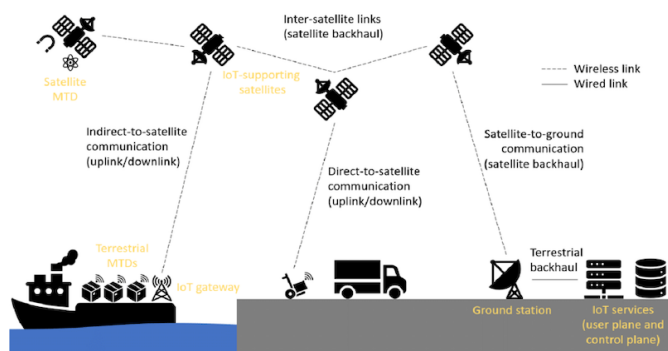 Inter-satellite links
(satellite backhaul)
Wireless link
Wired link
Satellite
MTD
IoT-supporting
satellites
Indirect-to-satellite
communication
(uplink/downlink)
Satellite-to-ground
communication
(satellite backhaul)
Direct-to-satellite
communication
(uplink/downlink)
Terrestrial
MTDs
IoT gateway
Terrestrial
backhaul
Ground station
IoT services
(user plane and
control plane)